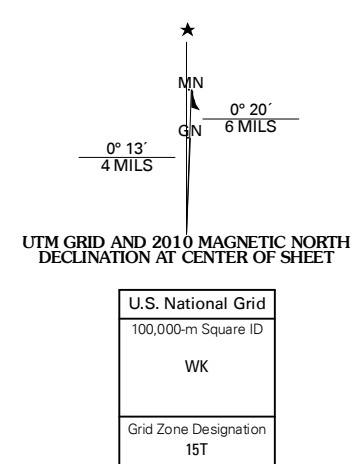 ★
MN
0° 20´
6 MILS
GN
0° 13´
4 MILS
UTM GRID AND 2010 MAGNETIC NORTH
DECLINATION AT CENTER OF SHEET
U.S. National Grid
100,000-m Square ID
WK
Grid Zone Designation
15T